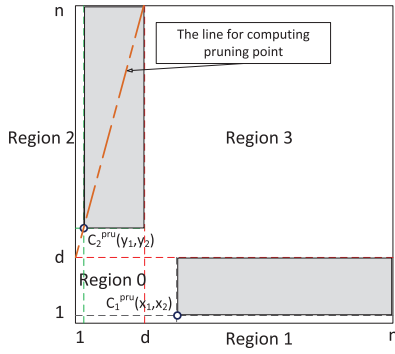 n
The line for computing
pruning point
Region 2
Region 3
C₂ᵖʳᵘ(y₁,y₂)
d
Region 0
C₁ᵖʳᵘ(x₁,x₂)
1
1
d
Region 1
n